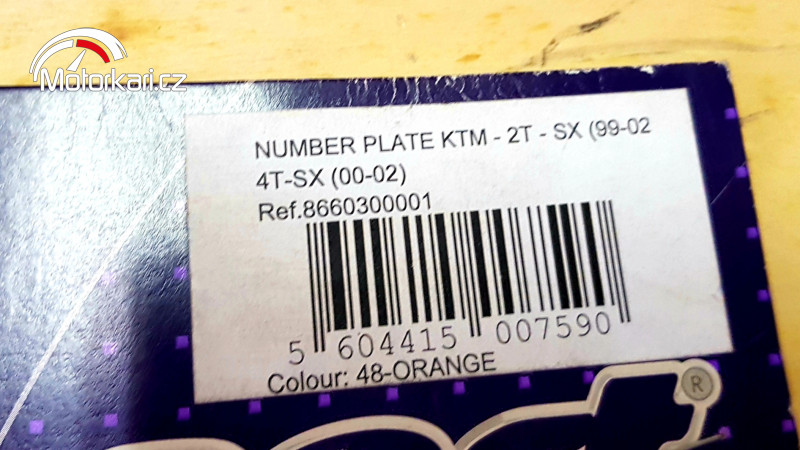 Motorkari.cz
NUMBER PLATE KTM - 2T - SX (99-02
4T-SX (00-02)
Ref.8660300001
5 604415 007590
Colour: 48-ORANGE
®